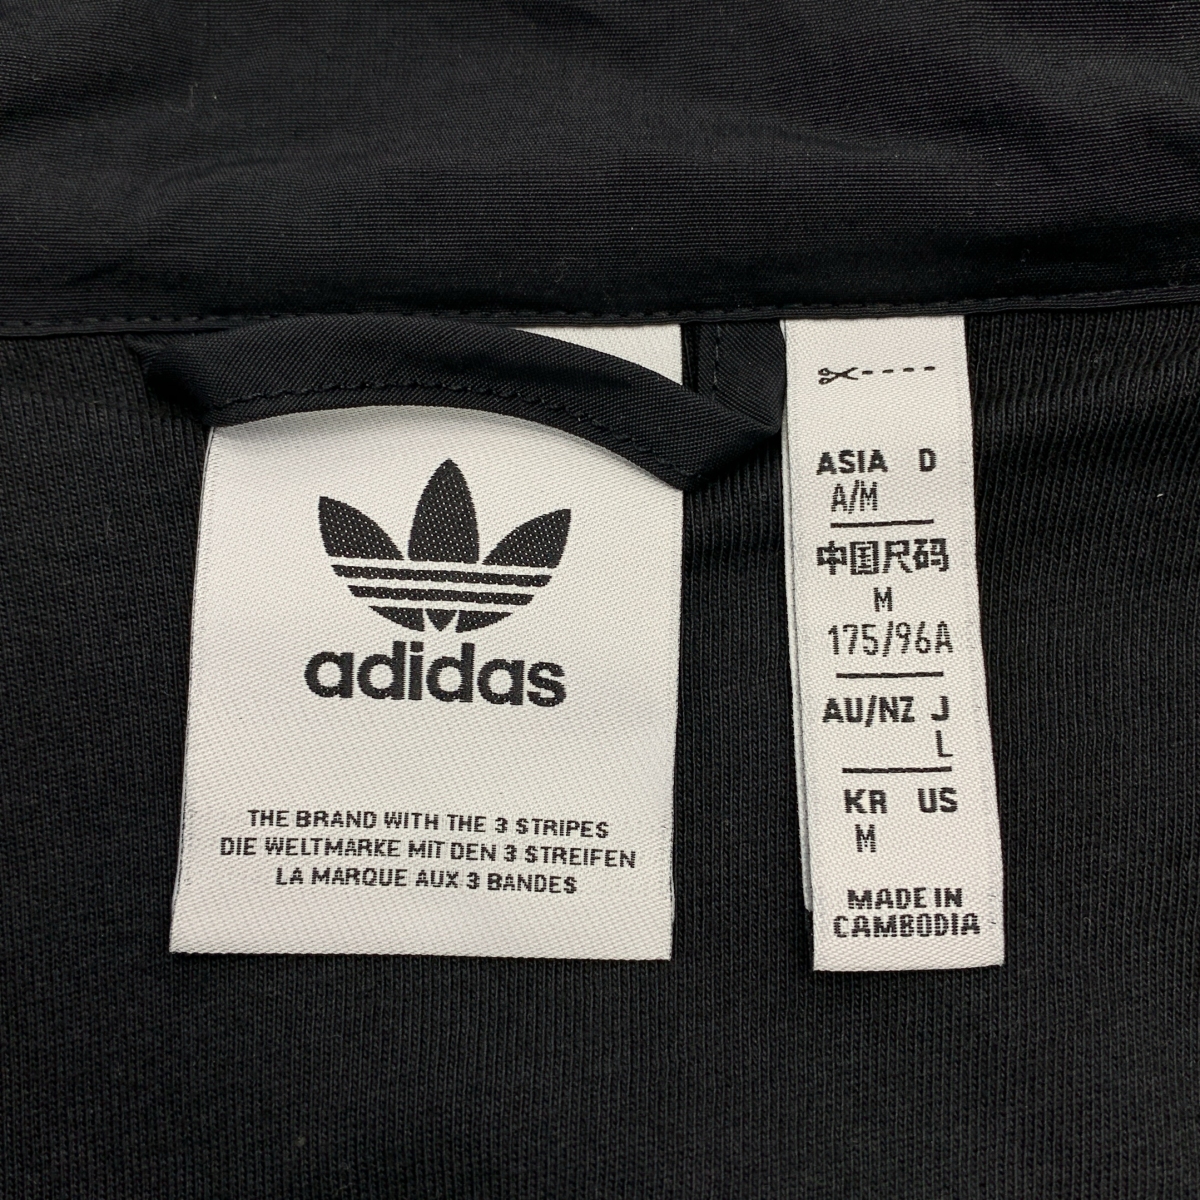 adidas
THE BRAND WITH THE 3 STRIPES
DIE WELTMARKE MIT DEN 3 STREIFEN
LA MARQUE AUX 3 BANDES
ASIA D
A/M
中国尺码
M
175/96A
AU/NZ J
L
KR US
M
MADE IN
CAMBODIA